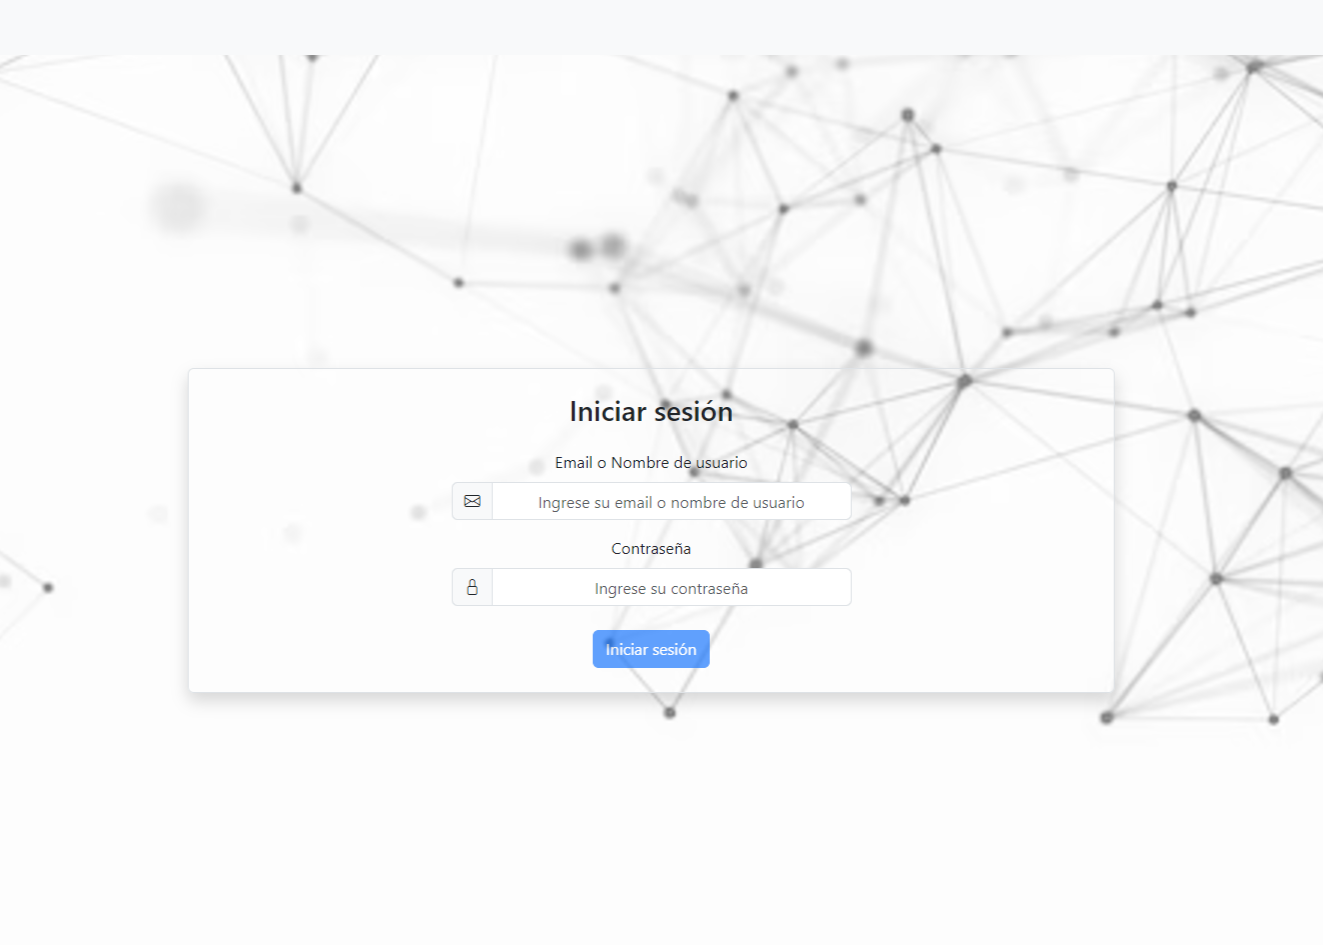 Iniciar sesión
Email o Nombre de usuario
Ingrese su email o nombre de usuario
Contraseña
Ingrese su contraseña
Iniciar sesión